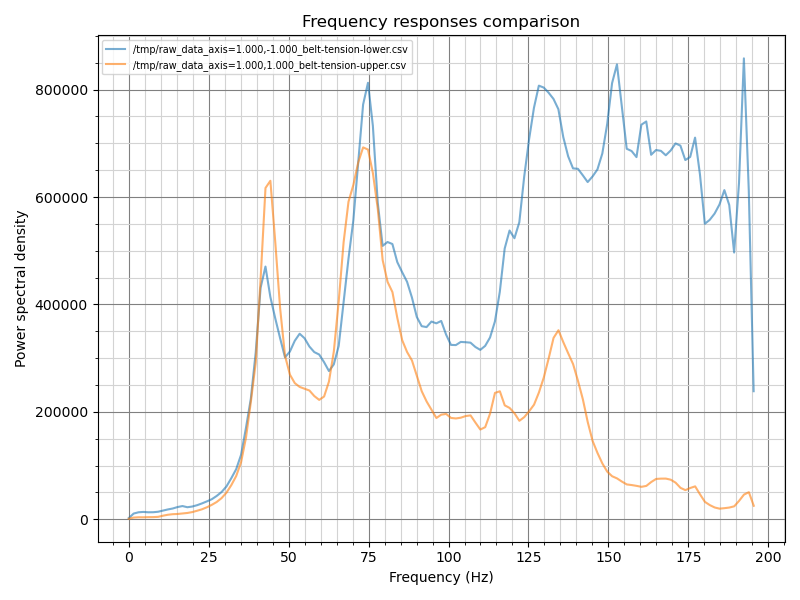 Frequency responses comparison
/tmp/raw_data_axis=1.000,-1.000_belt-tension-lower.csv
/tmp/raw_data_axis=1.000,1.000_belt-tension-upper.csv
Power spectral density
800000
600000
400000
200000
0
0 25 50 75 100 125 150 175 200
Frequency (Hz)